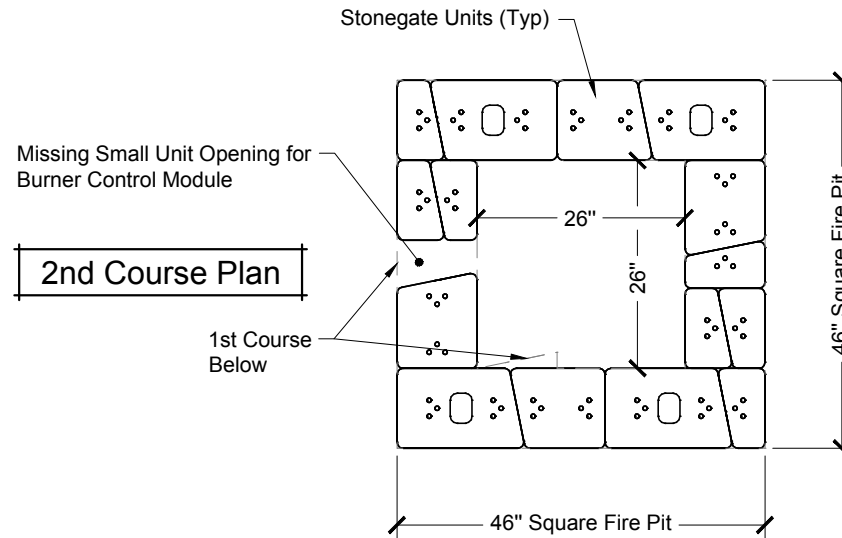 Stonegate Units (Typ)
Missing Small Unit Opening for
Burner Control Module
26"
26"
46" Square Fire Pit
2nd Course Plan
1st Course
Below
46" Square Fire Pit